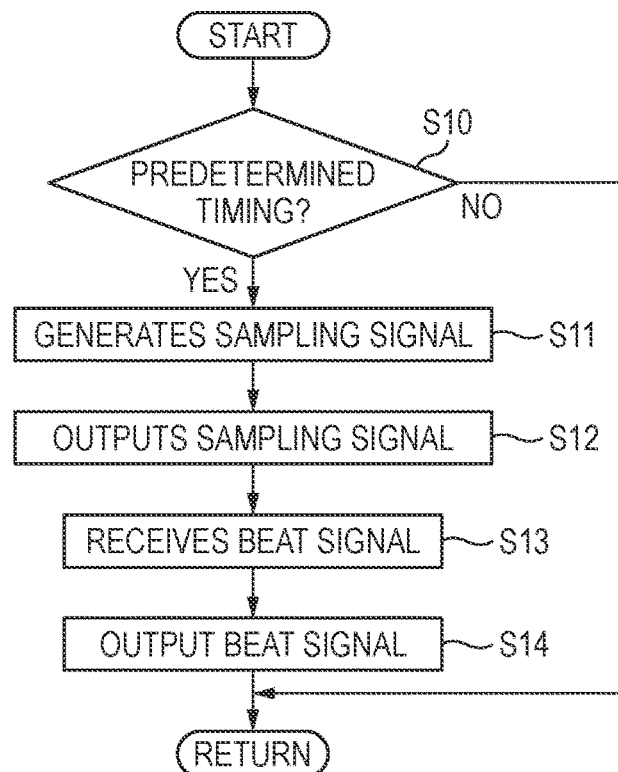 START
S10
PREDETERMINED
TIMING?
NO
YES
GENERATES SAMPLING SIGNAL
S11
OUTPUTS SAMPLING SIGNAL
S12
RECEIVES BEAT SIGNAL
S13
OUTPUT BEAT SIGNAL
S14
RETURN